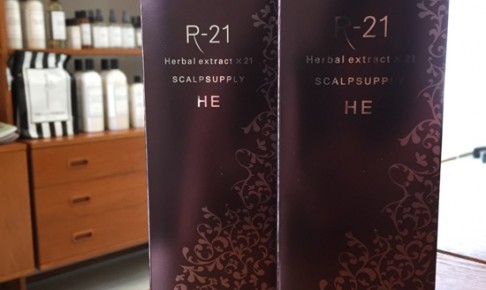 R-21
Herbal extract ×21
SCALPSUPPLY
HE
R-21
Herbal extract ×21
SCALPSUPPLY
HE